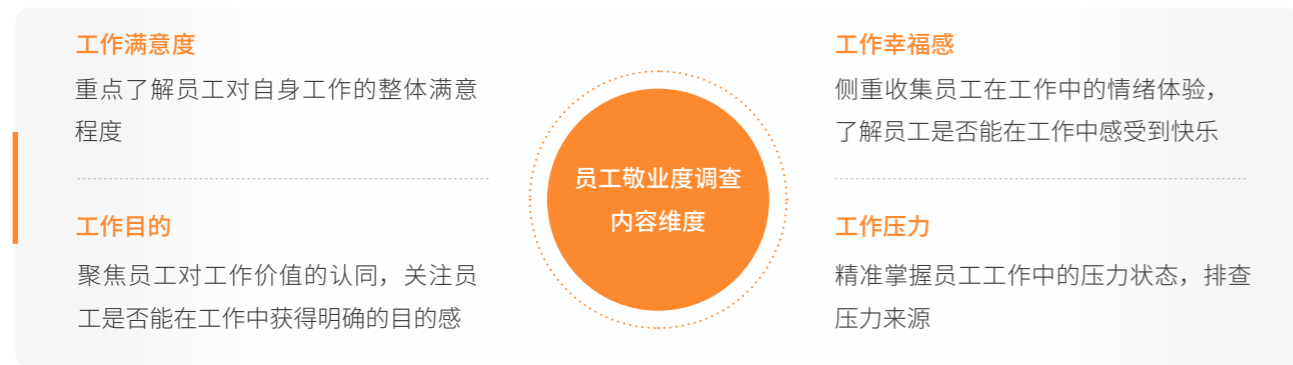 工作满意度
重点了解员工对自身工作的整体满意
程度
工作目的
聚焦员工对工作价值的认同，关注员
工是否能在工作中获得明确的目的感
员工敬业度调查
内容维度
工作幸福感
侧重收集员工在工作中的情绪体验，
了解员工是否能在工作中感受到快乐
工作压力
精准掌握员工工作中的压力状态，排查
压力来源